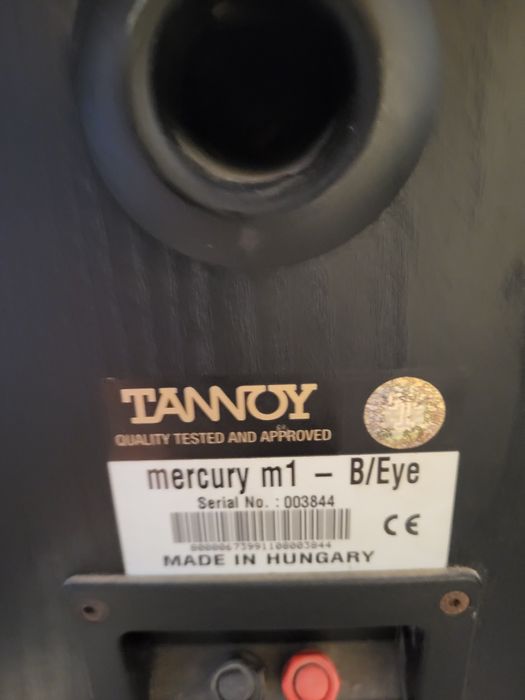 TANNOY
QUALITY TESTED AND APPROVED
mercury m1 - B/Eye
Serial No. : 003844
CE
MADE IN HUNGARY